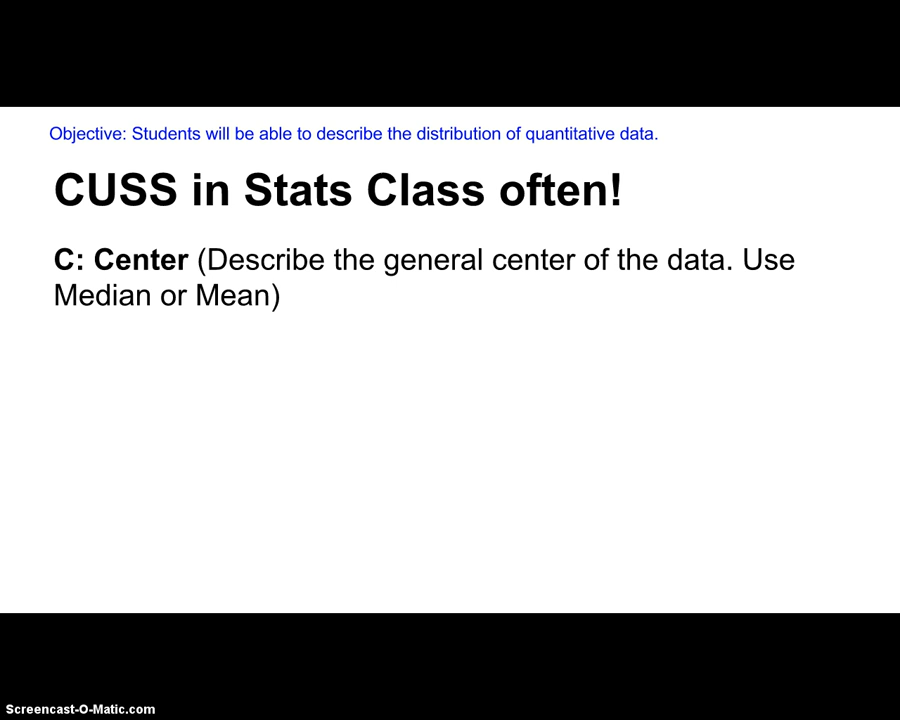 Objective: Students will be able to describe the distribution of quantitative data.
CUSS in Stats Class often!
C: Center (Describe the general center of the data. Use
Median or Mean)
Screencast-O-Matic.com